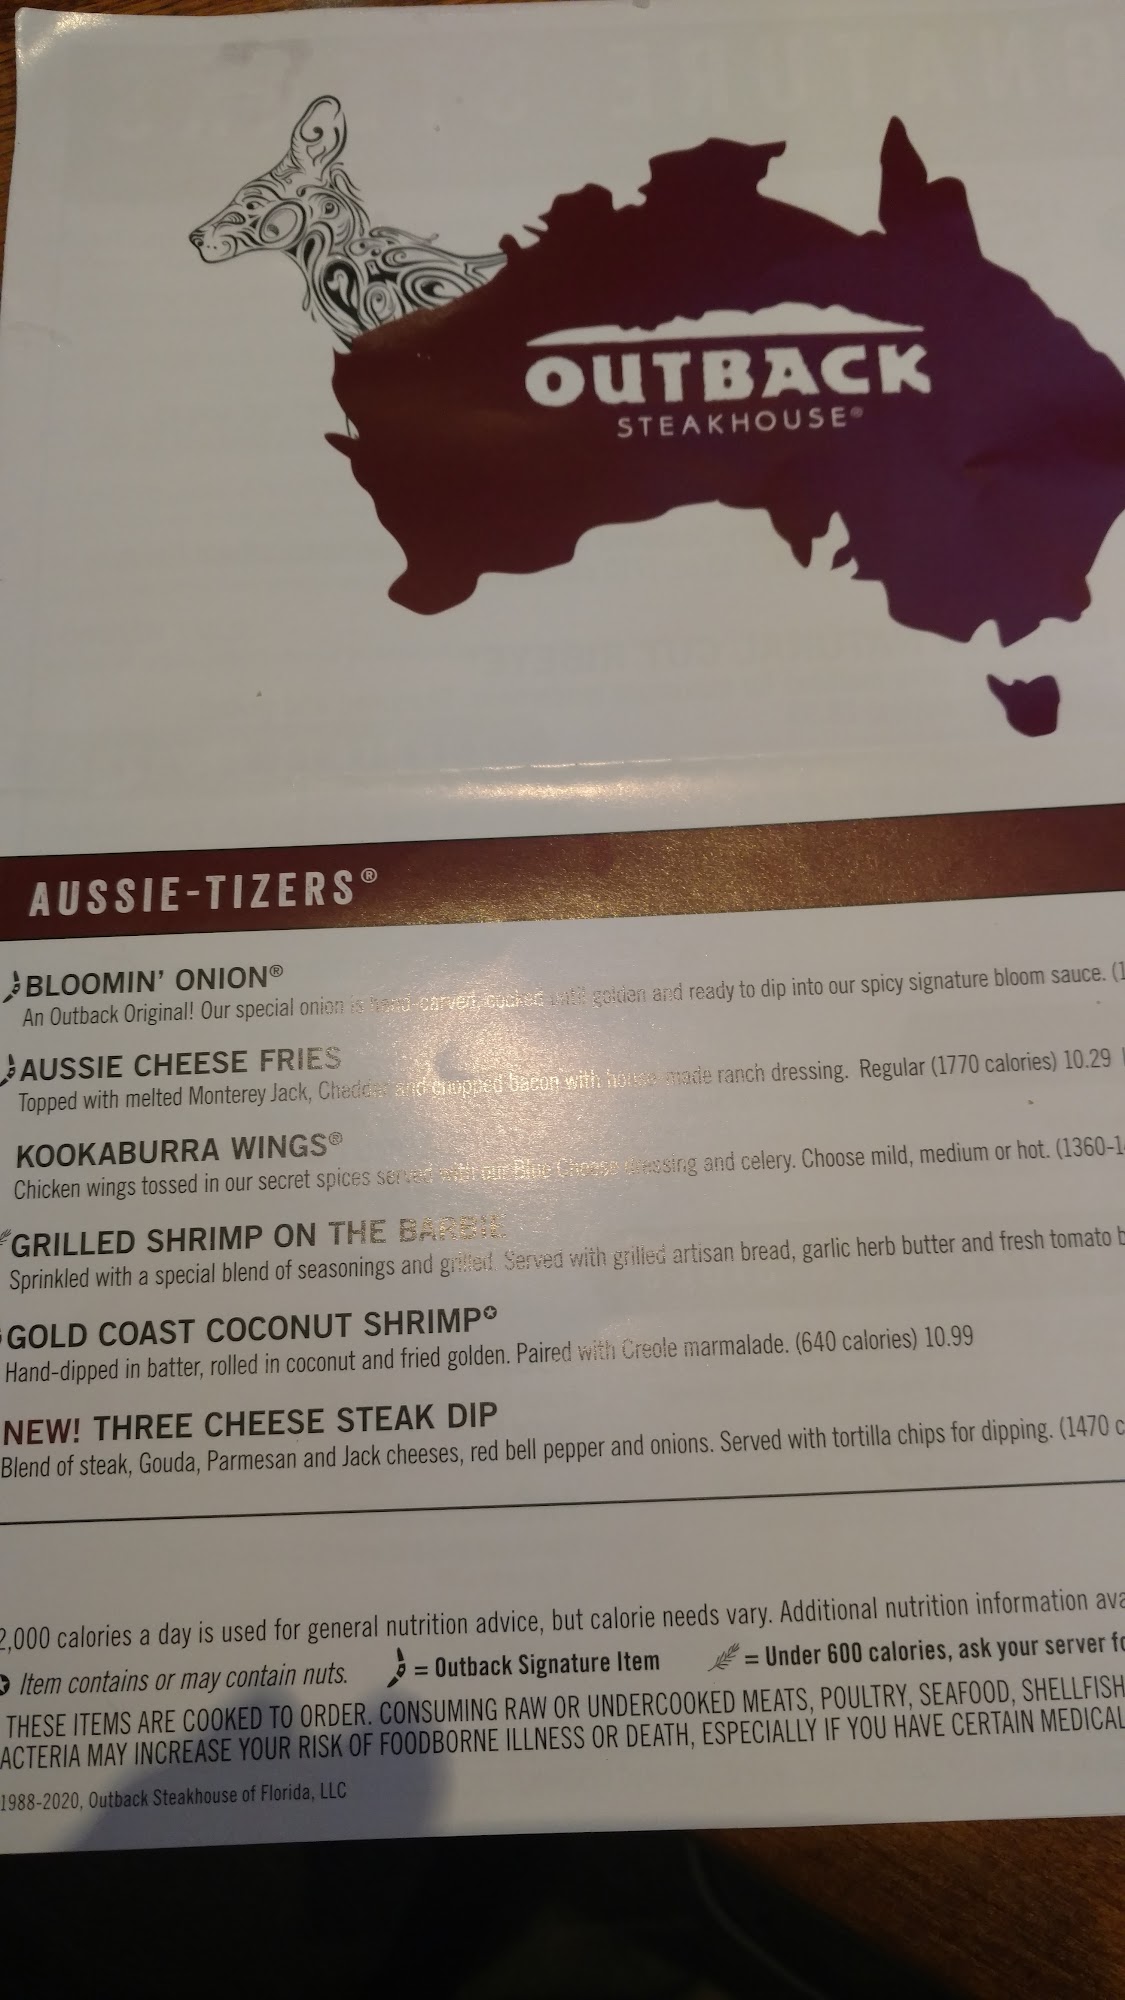 OUTBACK
STEAKHOUSE®
AUSSIE-TIZERS®
BLOOMIN' ONION®
An Outback Original! Our special onion is hand-carved, cooked until golden and ready to dip into our spicy signature bloom sauce. (1
AUSSIE CHEESE FRIES
Topped with melted Monterey Jack, Cheddar and chopped bacon with house-made ranch dressing. Regular (1770 calories) 10.29
KOOKABURRA WINGS®
Chicken wings tossed in our secret spices served with our Blue Cheese dressing and celery. Choose mild, medium or hot. (1360-14
GRILLED SHRIMP ON THE BARBIE
Sprinkled with a special blend of seasonings and grilled. Served with grilled artisan bread, garlic herb butter and fresh tomato b
GOLD COAST COCONUT SHRIMP✪
Hand-dipped in batter, rolled in coconut and fried golden. Paired with Creole marmalade. (640 calories) 10.99
NEW! THREE CHEESE STEAK DIP
Blend of steak, Gouda, Parmesan and Jack cheeses, red bell pepper and onions. Served with tortilla chips for dipping. (1470 c
2,000 calories a day is used for general nutrition advice, but calorie needs vary. Additional nutrition information ava
✪ Item contains or may contain nuts. = Outback Signature Item = Under 600 calories, ask your server fo
THESE ITEMS ARE COOKED TO ORDER. CONSUMING RAW OR UNDERCOOKED MEATS, POULTRY, SEAFOOD, SHELLFISH
ACTERIA MAY INCREASE YOUR RISK OF FOODBORNE ILLNESS OR DEATH, ESPECIALLY IF YOU HAVE CERTAIN MEDICAL
1988-2020, Outback Steakhouse of Florida, LLC